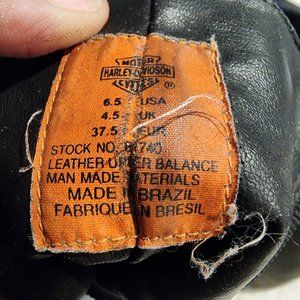 MOTOR
HARLEY-DAVIDSON
CYCLES
6.5 USA
4.5 UK
37.5 EUR
STOCK NO. 81740
LEATHER UPPER BALANCE
MAN MADE MATERIALS
MADE IN BRAZIL
FABRIQUE EN BRESIL